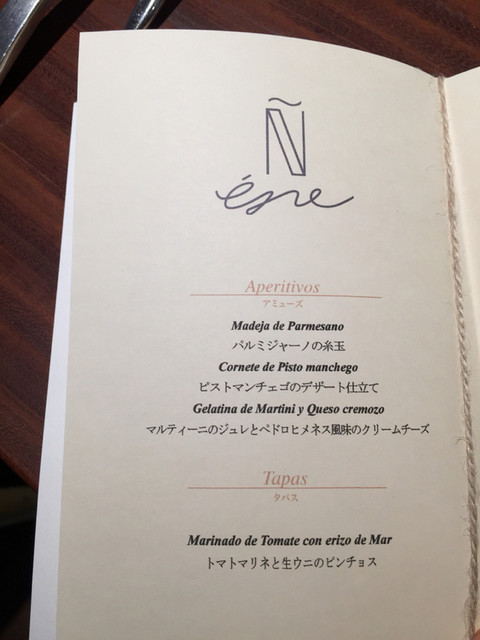 Ñ
éñe
Aperitivos
アミューズ
Madeja de Parmesano
パルミジャーノの糸玉
Cornete de Pisto manchego
ピストマンチェゴのデザート仕立て
Gelatina de Martini y Queso cremozo
マルティーニのジュレとペドロヒメネス風味のクリームチーズ
Tapas
タパス
Marinado de Tomate con erizo de Mar
トマトマリネと生ウニのピンチョス